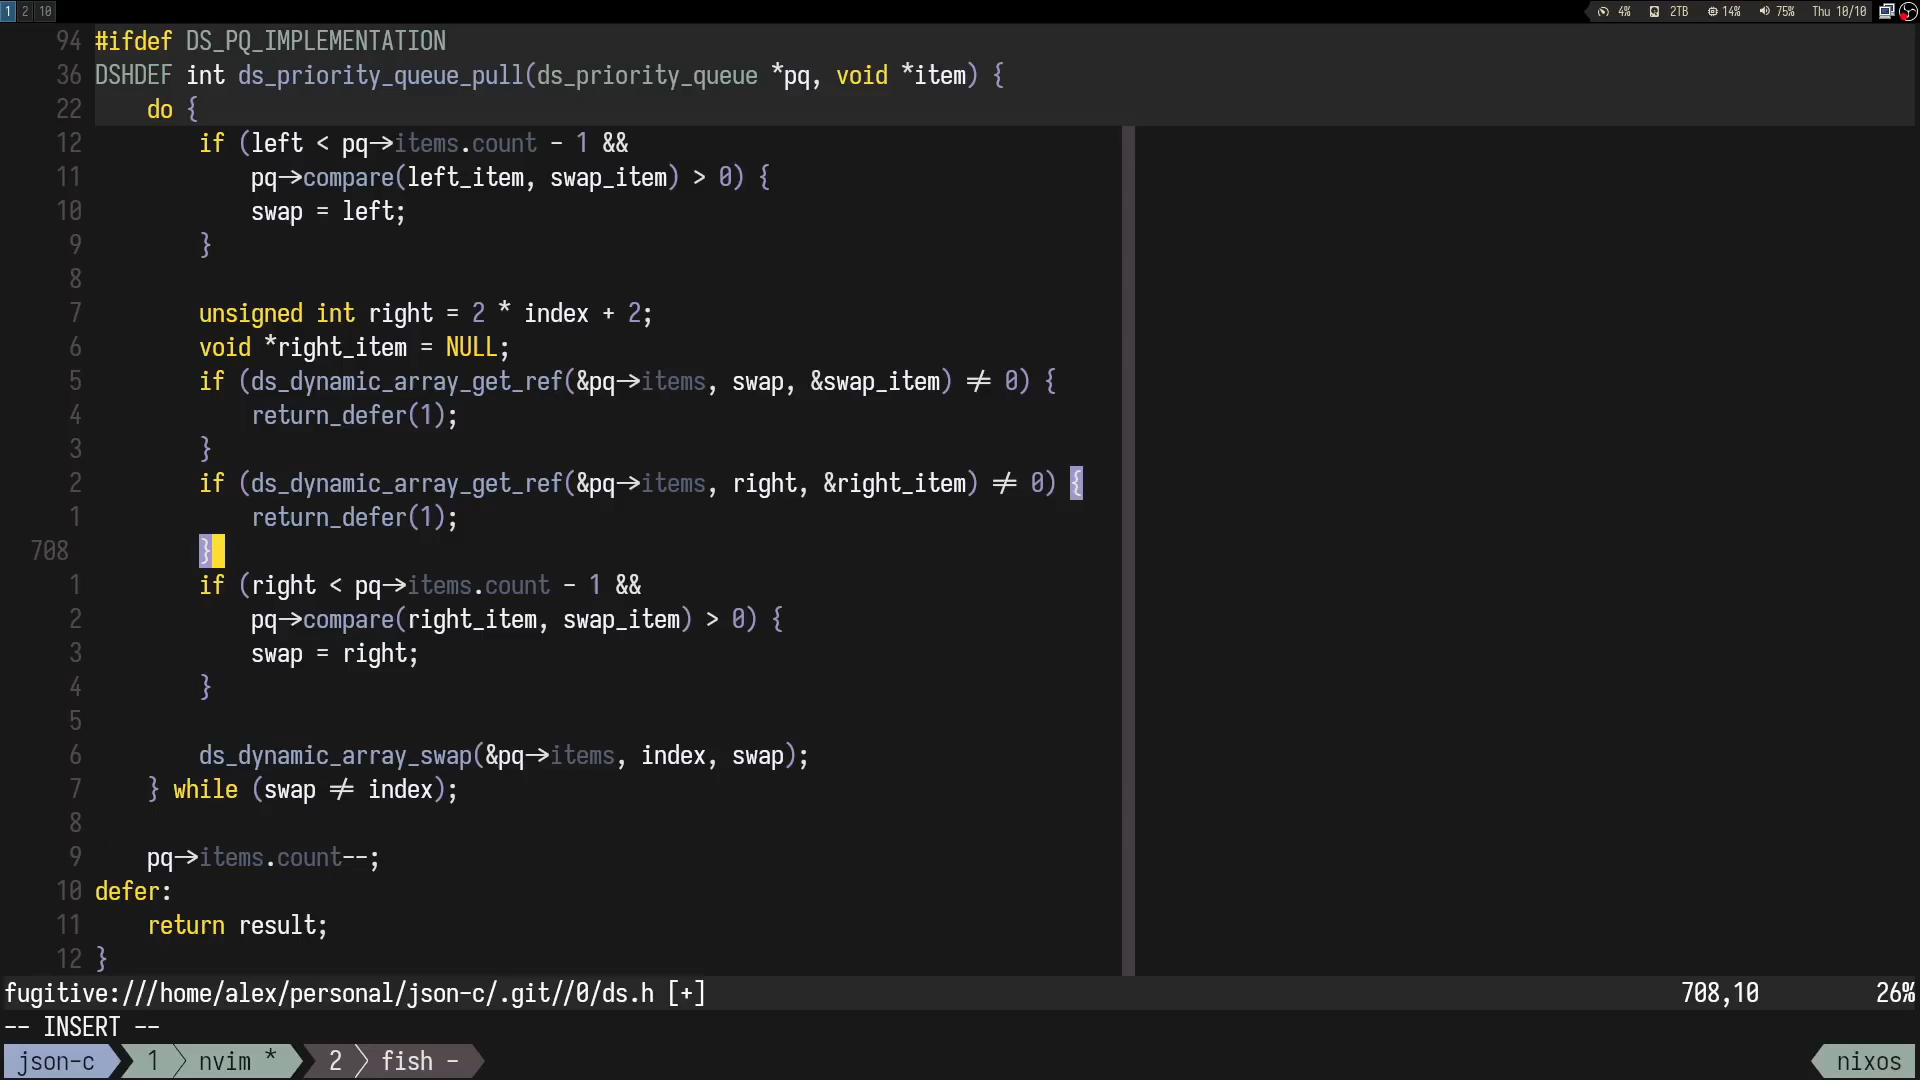 1 2 10 4% 2TB 14% 75% Thu 10/10
94 #ifdef DS_PQ_IMPLEMENTATION
36 DSHDEF int ds_priority_queue_pull(ds_priority_queue *pq, void *item) {
22 do {
12 if (left < pq->items.count - 1 &&
11 pq->compare(left_item, swap_item) > 0) {
10 swap = left;
9 }
8
7 unsigned int right = 2 * index + 2;
6 void *right_item = NULL;
5 if (ds_dynamic_array_get_ref(&pq->items, swap, &swap_item) != 0) {
4 return_defer(1);
3 }
2 if (ds_dynamic_array_get_ref(&pq->items, right, &right_item) != 0) {
1 return_defer(1);
708 }
1 if (right < pq->items.count - 1 &&
2 pq->compare(right_item, swap_item) > 0) {
3 swap = right;
4 }
5
6 ds_dynamic_array_swap(&pq->items, index, swap);
7 } while (swap != index);
8
9 pq->items.count--;
10 defer:
11 return result;
12 }
fugitive:///home/alex/personal/json-c/.git//0/ds.h [+] 708,10 26%
-- INSERT --
json-c 1 nvim * 2 fish - nixos